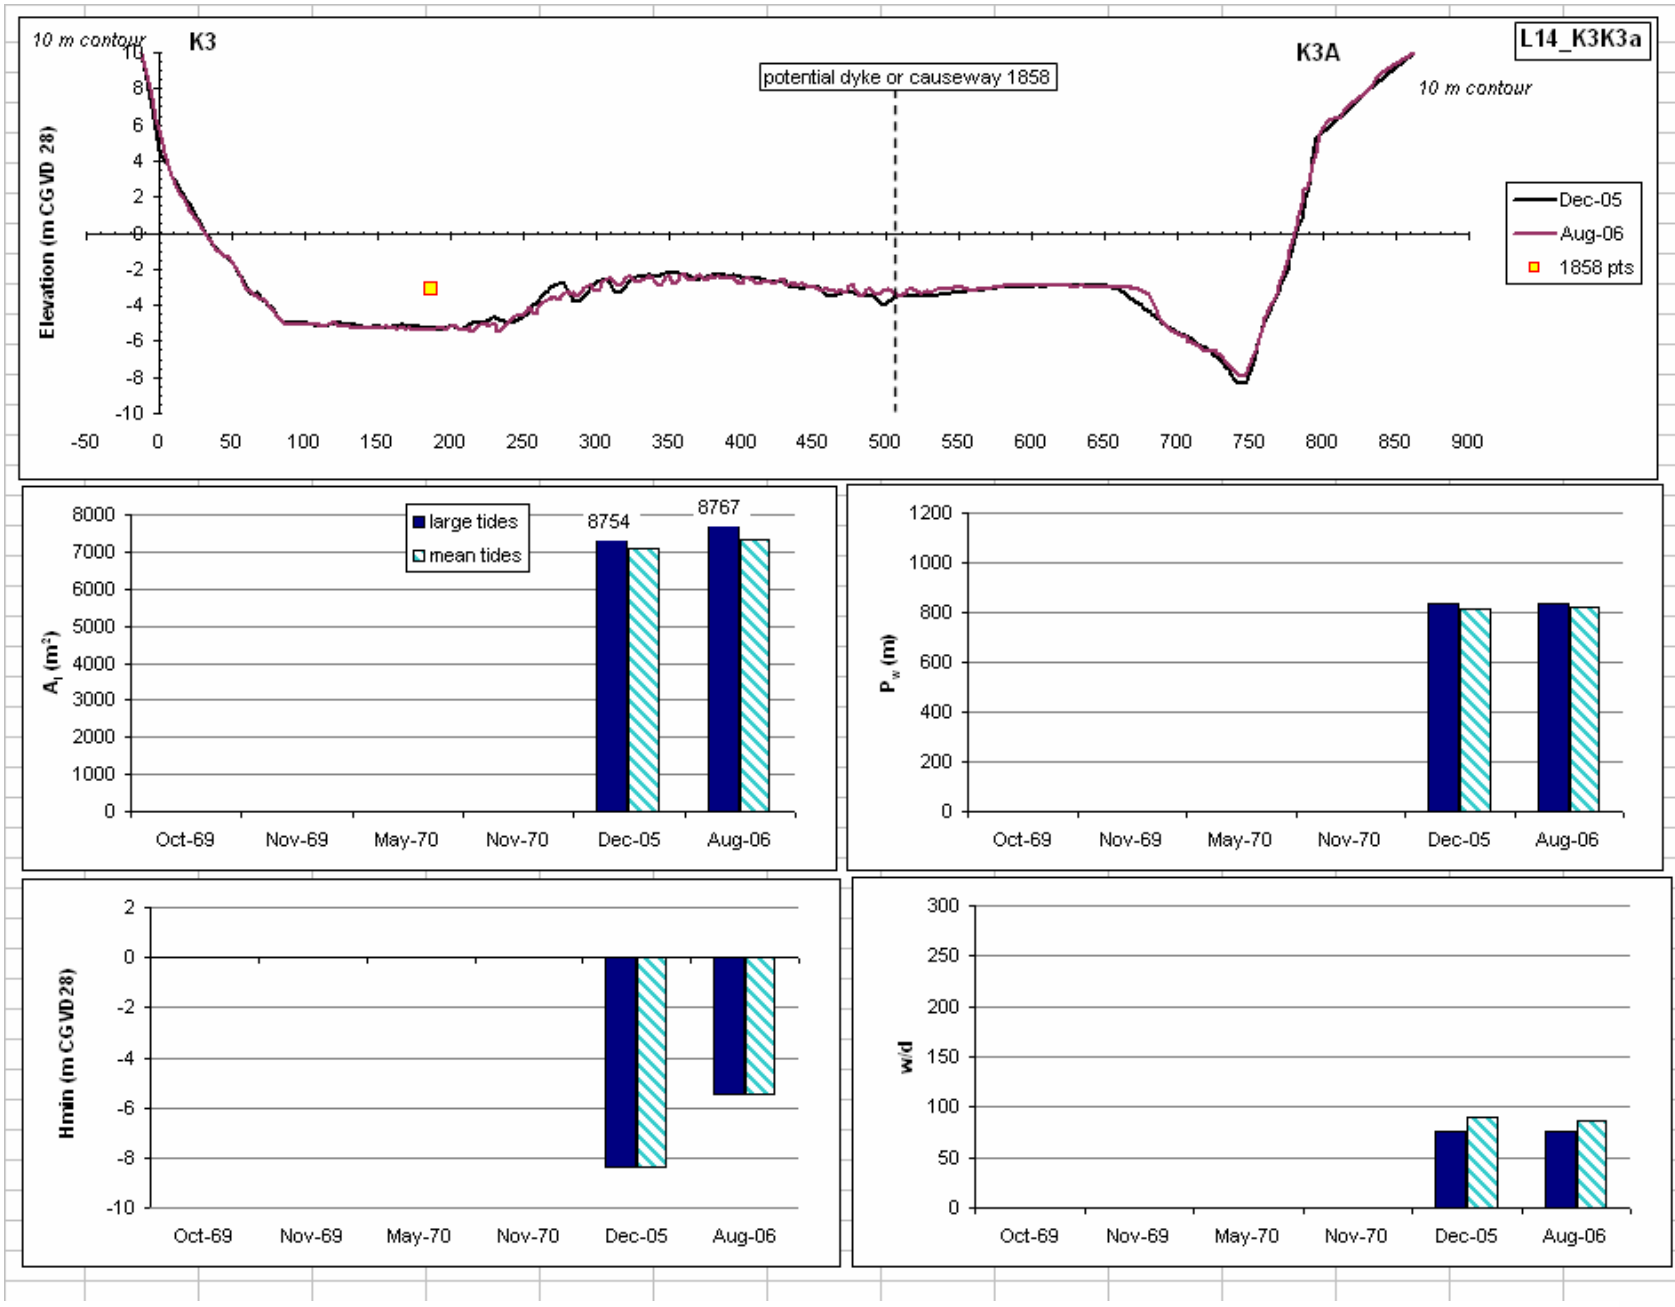 10 m contour K3 K3A L14_K3K3a
potential dyke or causeway 1858
10 m contour
Elevation (m CGVD 28)
10
8
6
4
2
0
-2
-4
-6
-8
-10
-50 0 50 100 150 200 250 300 350 400 450 500 550 600 650 700 750 800 850 900
Dec-05
Aug-06
1858 pts
A_l (m²)
8000
7000
6000
5000
4000
3000
2000
1000
0
large tides
mean tides
8754 8767
Oct-69 Nov-69 May-70 Nov-70 Dec-05 Aug-06
P_w (m)
1200
1000
800
600
400
200
0
Oct-69 Nov-69 May-70 Nov-70 Dec-05 Aug-06
Hmin (m CGVD28)
2
0
-2
-4
-6
-8
-10
Oct-69 Nov-69 May-70 Nov-70 Dec-05 Aug-06
w/d
300
250
200
150
100
50
0
Oct-69 Nov-69 May-70 Nov-70 Dec-05 Aug-06